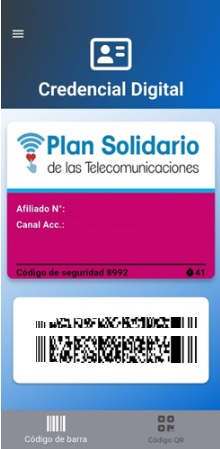 Credencial Digital
Plan Solidario
de las Telecomunicaciones
Afiliado N°:
Canal Acc.:
Código de seguridad 8992 41
Código de barra Código QR